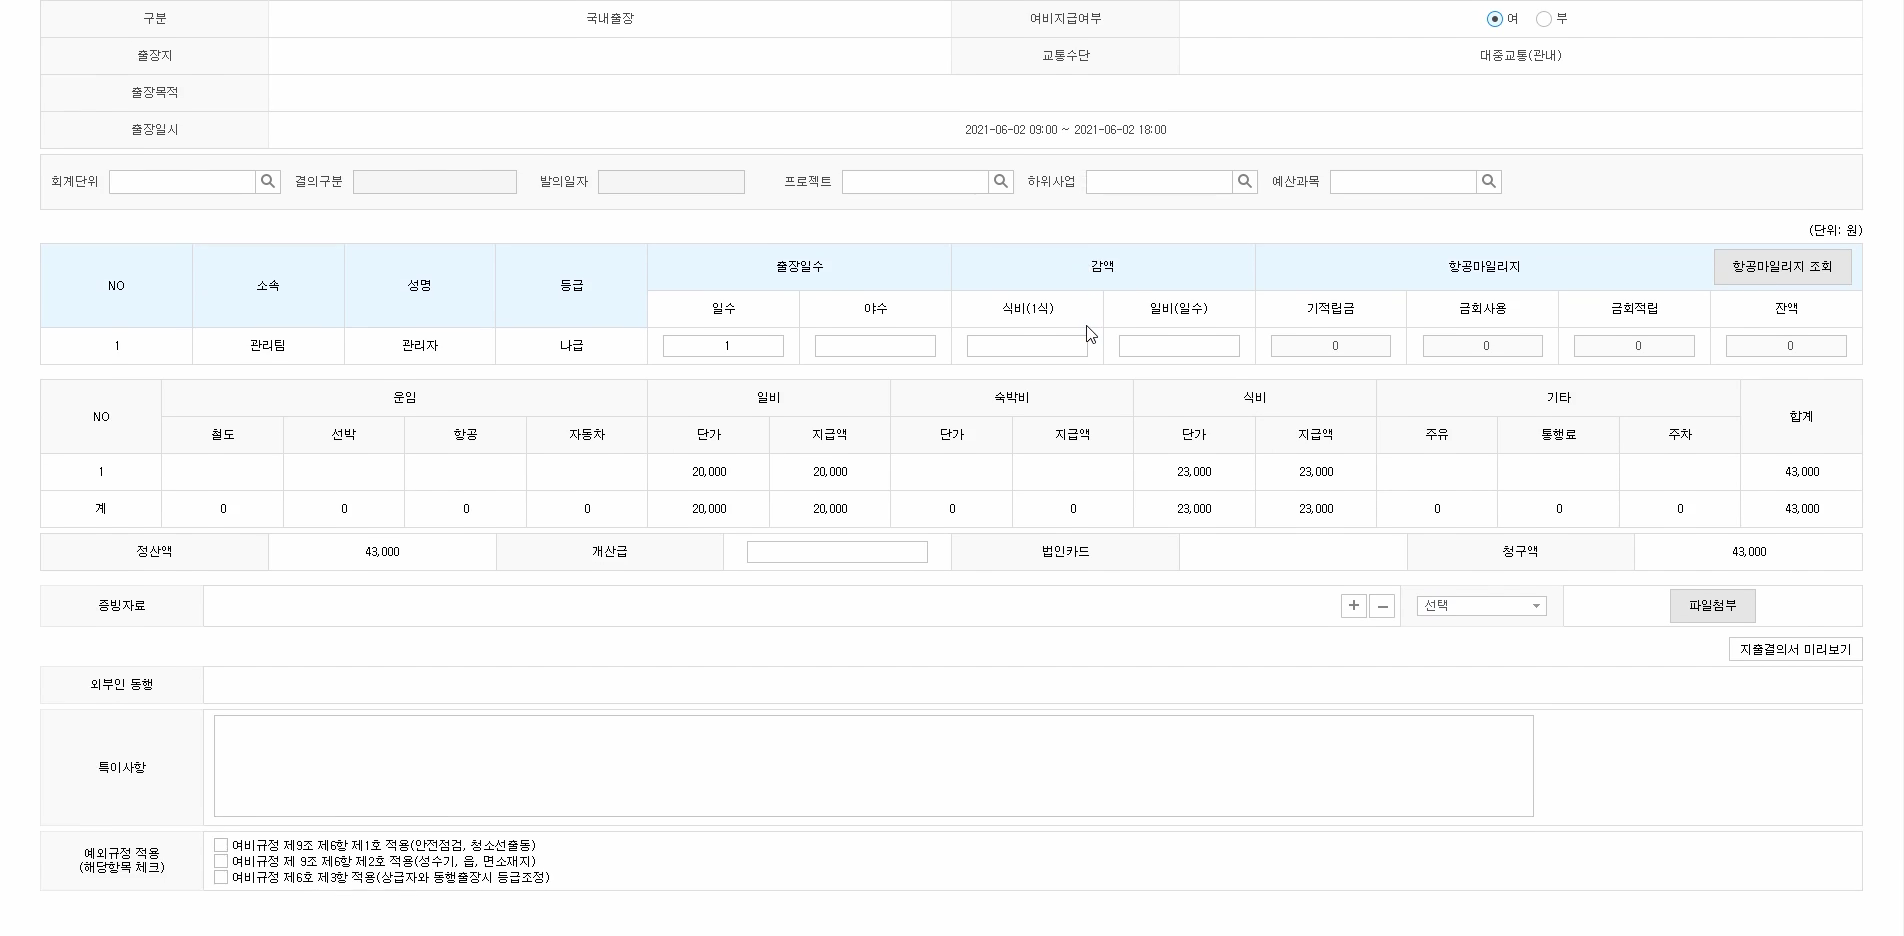 구분 국내출장 여비지급여부 여 부
출장지 교통수단 대중교통(관내)
출장목적
출장일시 2021-06-02 09:00 ~ 2021-06-02 18:00
회계단위 결의구분 발의일자 프로젝트 하위사업 예산과목
(단위: 원)
NO 소속 성명 등급 출장일수 감액 항공마일리지 항공마일리지 조회
일수 야수 식비(1식) 일비(일수) 기적립금 금회사용 금회적립 잔액
1 관리팀 관리자 나급 1 0 0 0 0
NO 운임 일비 숙박비 식비 기타 합계
철도 선박 항공 자동차 단가 지급액 단가 지급액 단가 지급액 주유 통행료 주차
1 20,000 20,000 23,000 23,000 43,000
계 0 0 0 0 20,000 20,000 0 0 23,000 23,000 0 0 0 43,000
정산액 43,000 개산급 법인카드 청구액 43,000
증빙자료 + - 선택 파일첨부
지출결의서 미리보기
외부인 동행
특이사항
예외규정 적용
(해당항목 체크)
여비규정 제9조 제6항 제1호 적용(안전점검, 청소선출동)
여비규정 제 9조 제6항 제2호 적용(성수기, 읍, 면소재지)
여비규정 제6호 제3항 적용(상급자와 동행출장시 등급조정)